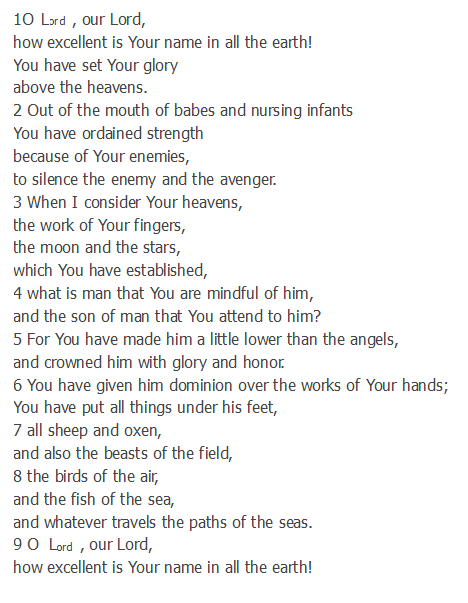 1O Lord , our Lord,
how excellent is Your name in all the earth!
You have set Your glory
above the heavens.
2 Out of the mouth of babes and nursing infants
You have ordained strength
because of Your enemies,
to silence the enemy and the avenger.
3 When I consider Your heavens,
the work of Your fingers,
the moon and the stars,
which You have established,
4 what is man that You are mindful of him,
and the son of man that You attend to him?
5 For You have made him a little lower than the angels,
and crowned him with glory and honor.
6 You have given him dominion over the works of Your hands;
You have put all things under his feet,
7 all sheep and oxen,
and also the beasts of the field,
8 the birds of the air,
and the fish of the sea,
and whatever travels the paths of the seas.
9 O Lord , our Lord,
how excellent is Your name in all the earth!